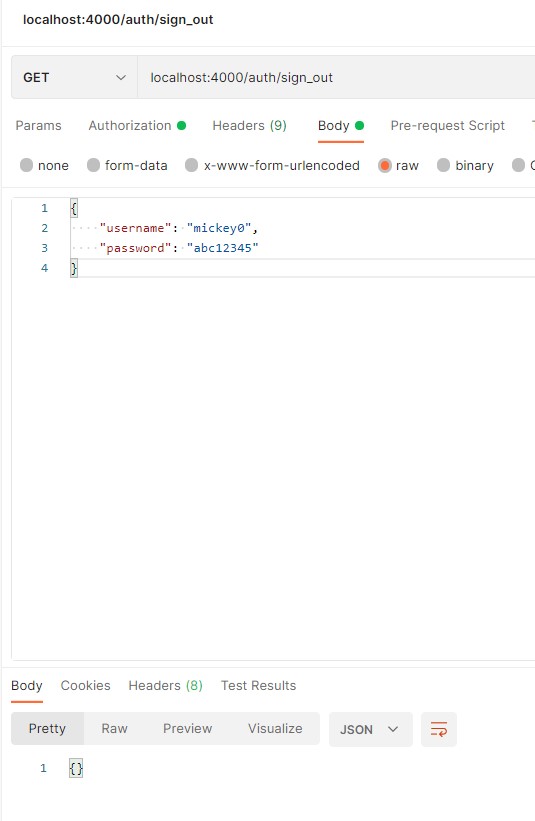 localhost:4000/auth/sign_out
GET localhost:4000/auth/sign_out
Params Authorization Headers (9) Body Pre-request Script
none form-data x-www-form-urlencoded raw binary
1 {
2 ····"username":·"mickey0",
3 ····"password":·"abc12345"
4 }
Body Cookies Headers (8) Test Results
Pretty Raw Preview Visualize JSON
1 {}